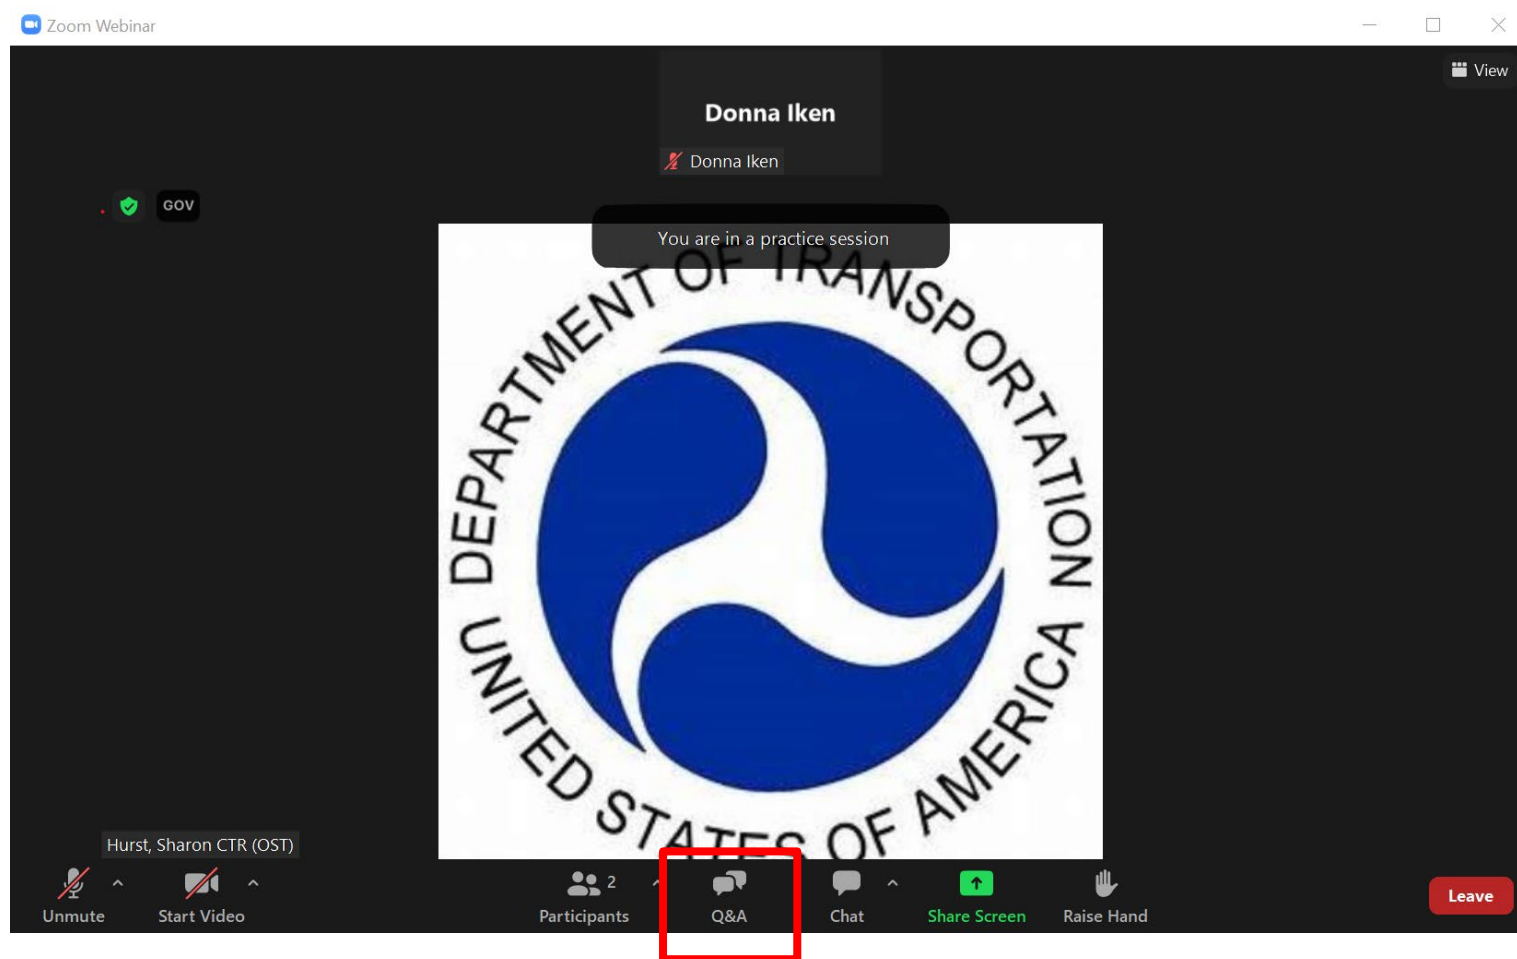 Zoom Webinar
View
Donna Iken
Donna Iken
GOV
You are in a practice session
DEPARTMENT OF TRANSPORTATION
UNITED STATES OF AMERICA
Hurst, Sharon CTR (OST)
Unmute
Start Video
2
Participants
Q&A
Chat
Share Screen
Raise Hand
Leave